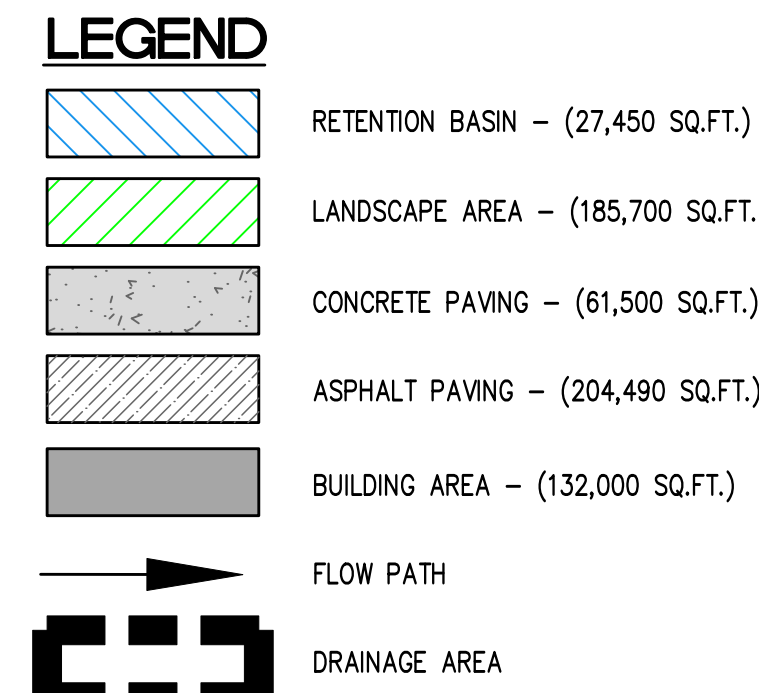 LEGEND
RETENTION BASIN – (27,450 SQ.FT.)
LANDSCAPE AREA – (185,700 SQ.FT.
CONCRETE PAVING – (61,500 SQ.FT.)
ASPHALT PAVING – (204,490 SQ.FT.)
BUILDING AREA – (132,000 SQ.FT.)
FLOW PATH
DRAINAGE AREA